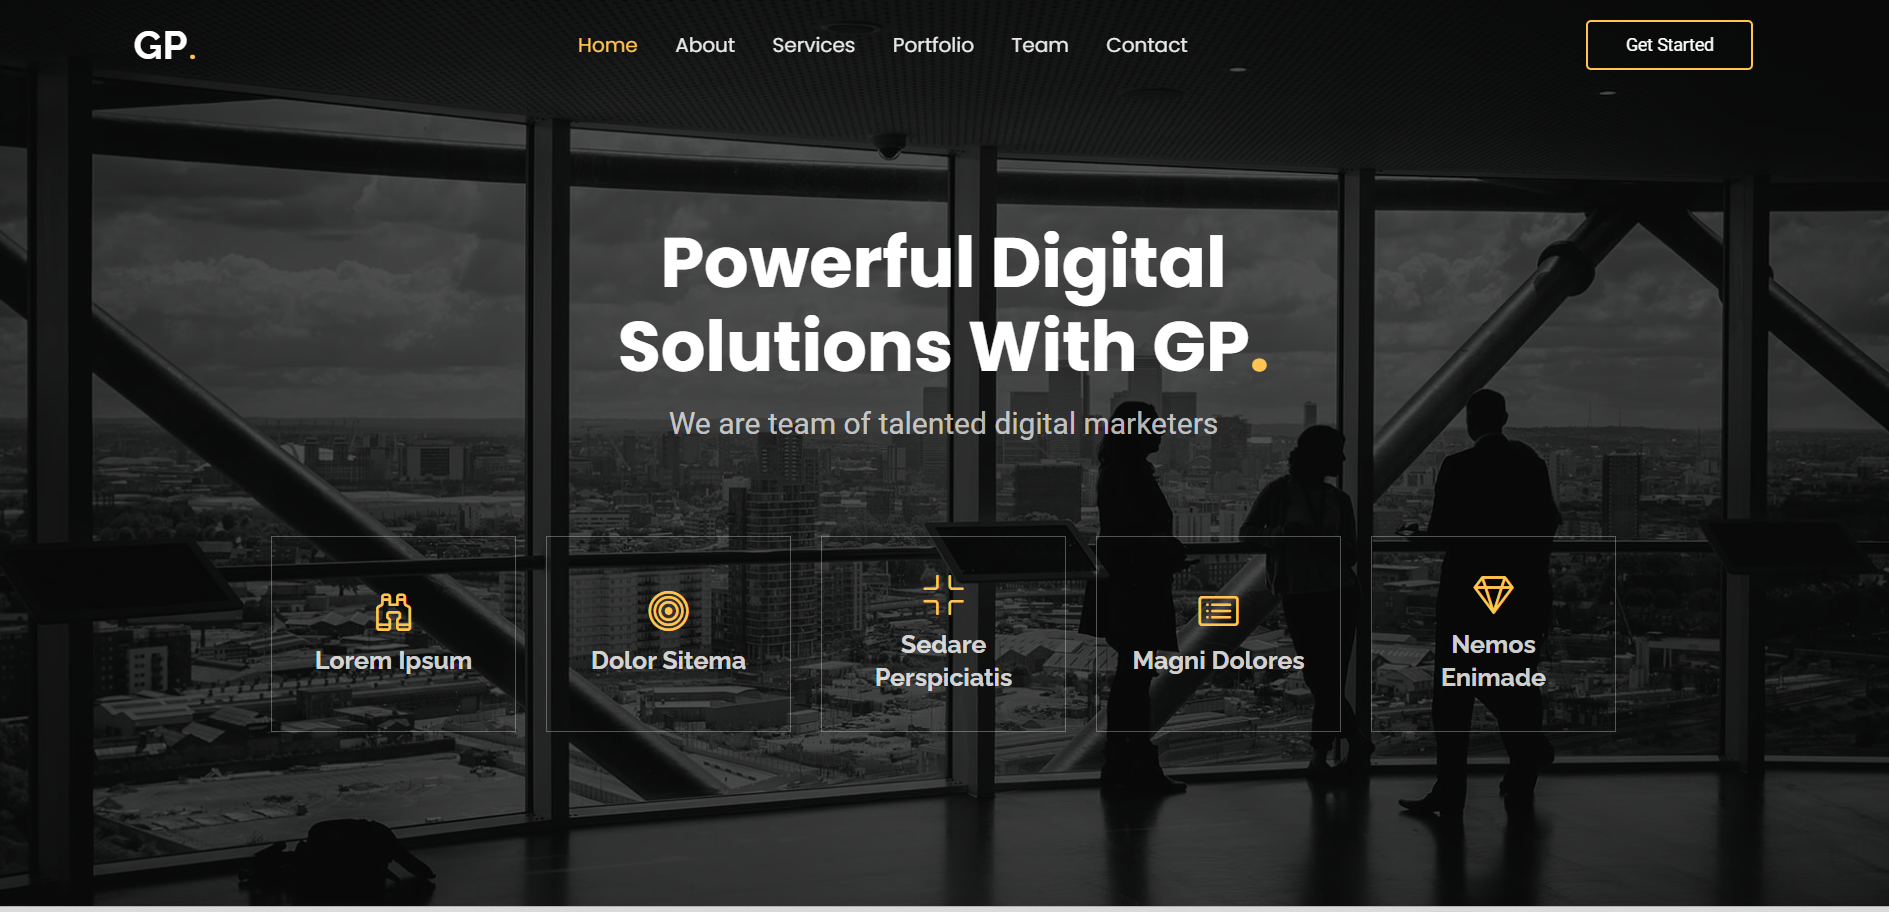 GP.
Home About Services Portfolio Team Contact
Get Started
Powerful Digital
Solutions With GP.
We are team of talented digital marketers
Lorem Ipsum
Dolor Sitema
Sedare
Perspiciatis
Magni Dolores
Nemos
Enimade